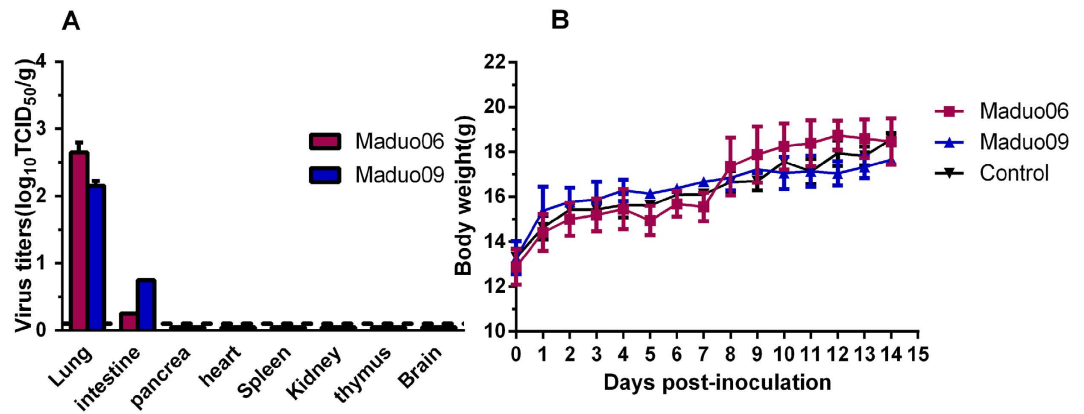 A
Virus titers(log10TCID50/g)
4
3
2
1
0
Lung
intestine
pancrea
heart
Spleen
Kidney
thymus
Brain
Maduo06
Maduo09
B
Body weight(g)
22
20
18
16
14
12
10
0 1 2 3 4 5 6 7 8 9 10 11 12 13 14 15
Days post-inoculation
Maduo06
Maduo09
Control